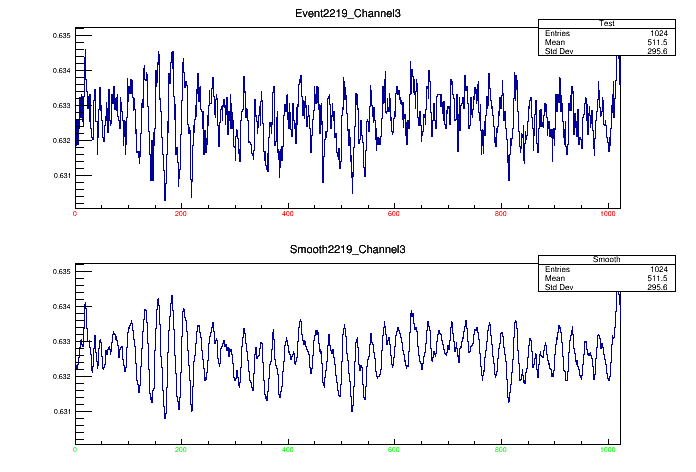 Event2219_Channel3
Test
Entries 1024
Mean 511.5
Std Dev 295.6
0.635
0.634
0.633
0.632
0.631
0 200 400 600 800 1000
Smooth2219_Channel3
Smooth
Entries 1024
Mean 511.5
Std Dev 295.6
0.635
0.634
0.633
0.632
0.631
0 200 400 600 800 1000